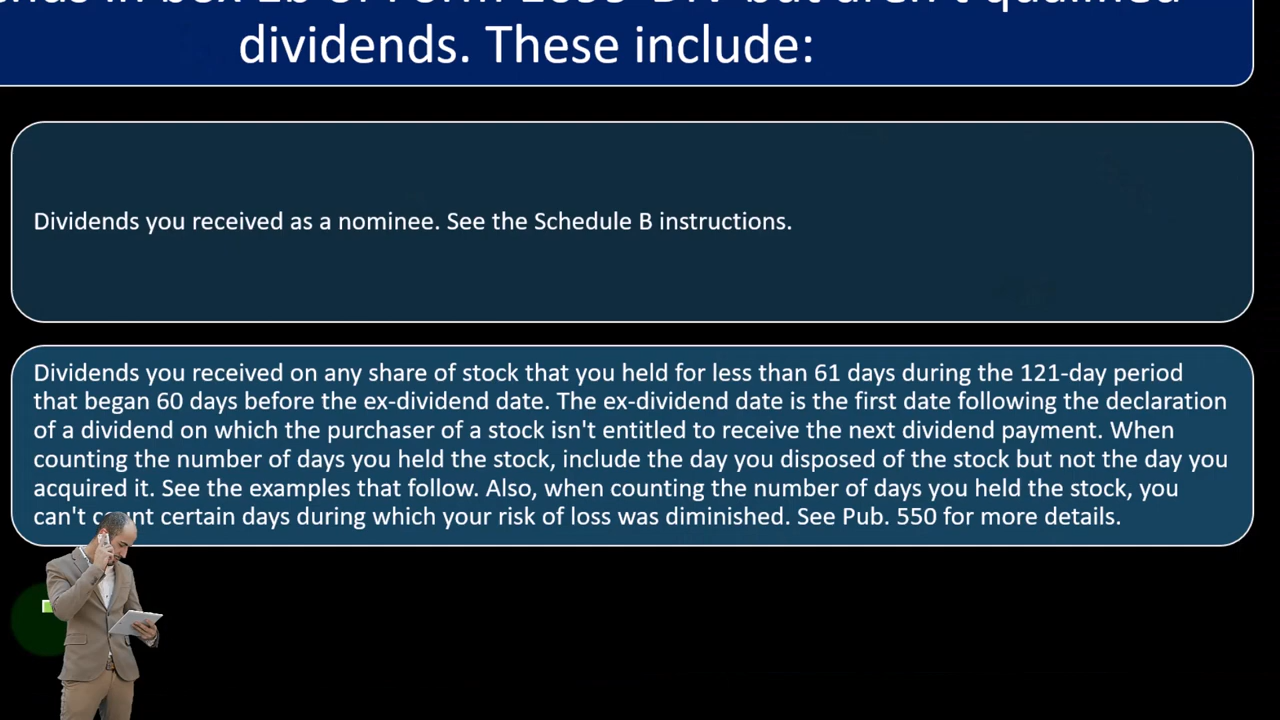 dividends. These include:
Dividends you received as a nominee. See the Schedule B instructions.
Dividends you received on any share of stock that you held for less than 61 days during the 121-day period
that began 60 days before the ex-dividend date. The ex-dividend date is the first date following the declaration
of a dividend on which the purchaser of a stock isn't entitled to receive the next dividend payment. When
counting the number of days you held the stock, include the day you disposed of the stock but not the day you
acquired it. See the examples that follow. Also, when counting the number of days you held the stock, you
can't count certain days during which your risk of loss was diminished. See Pub. 550 for more details.